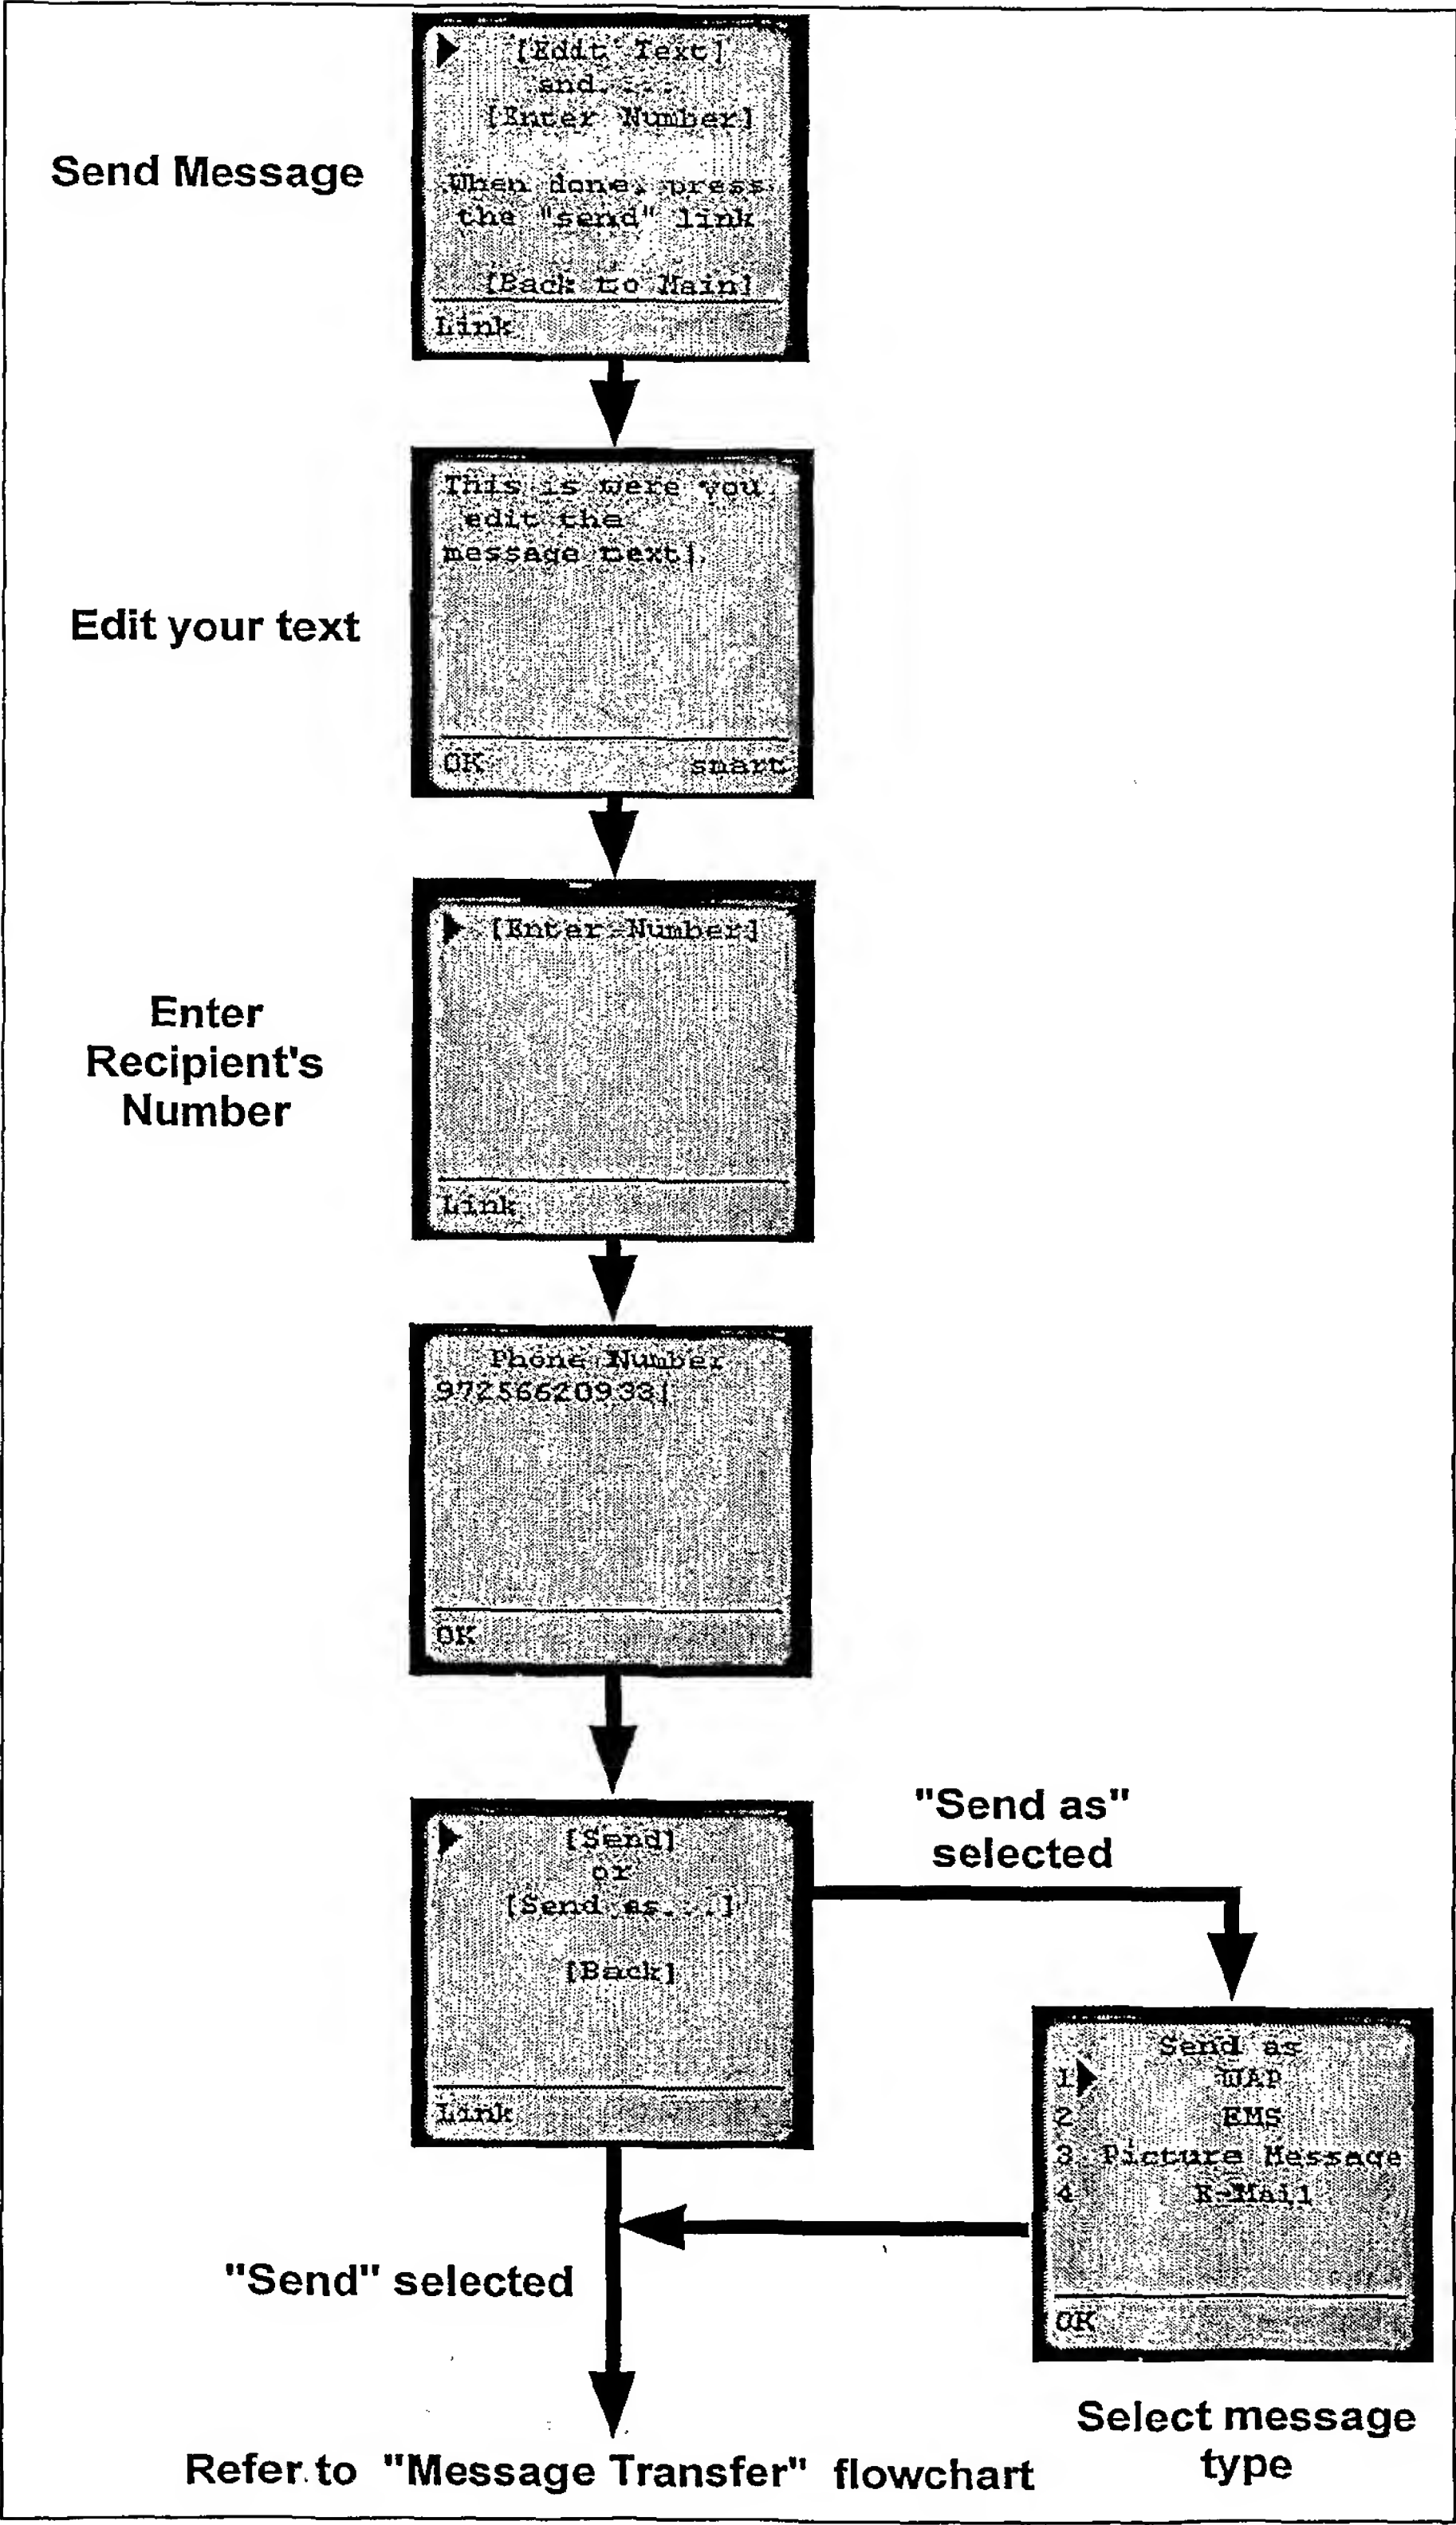 [Edit Text]
and...
[Enter Number]
Send Message
When done, press
the "send" link
[Back to Main]
Link
This is were you
edit the
message text|
Edit your text
OK smart
[Enter Number]
Enter
Recipient's
Number
Link
Phone Number
97256620933|
OK
"Send as"
selected
[Send]
or
[Send as...]
[Back]
Link
Send as
1 WAP
2 EMS
3 Picture Message
4 E-Mail
OK
"Send" selected
Select message
type
Refer to "Message Transfer" flowchart